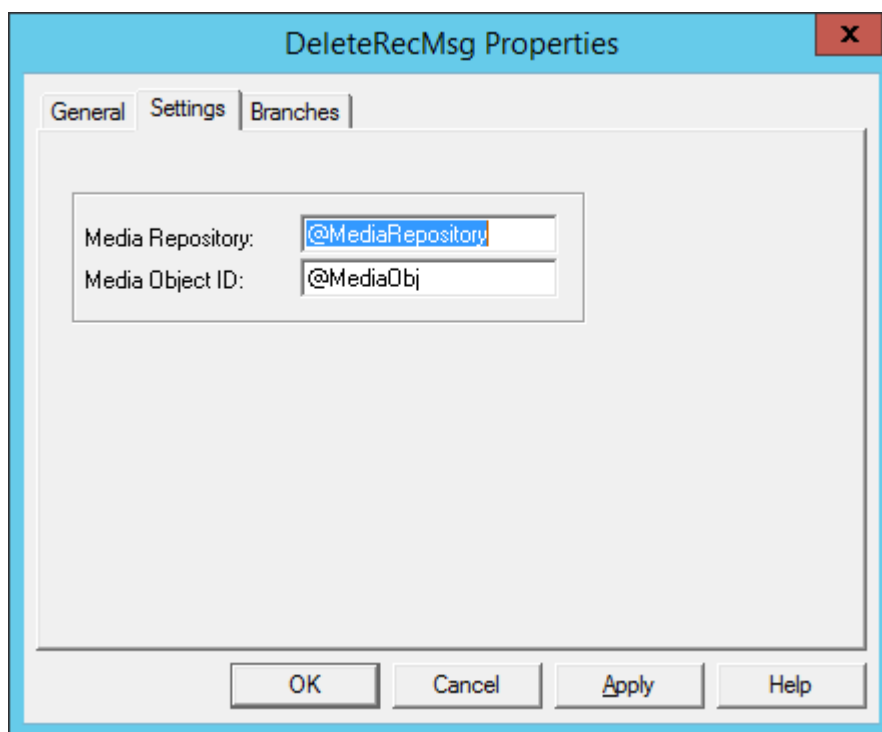 DeleteRecMsg Properties
x
General Settings Branches
Media Repository: @MediaRepository
Media Object ID: @MediaObj
OK Cancel Apply Help